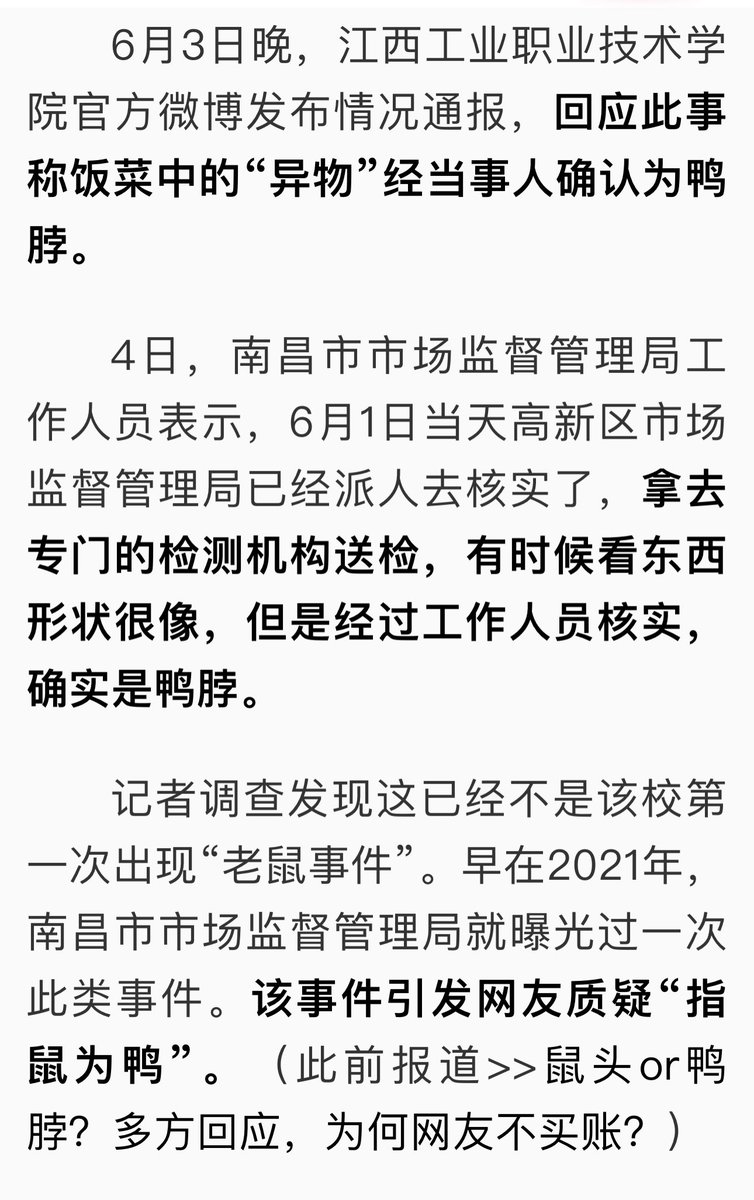 6月3日晚，江西工业职业技术学
院官方微博发布情况通报，回应此事
称饭菜中的“异物”经当事人确认为鸭
脖。
4日，南昌市市场监督管理局工
作人员表示，6月1日当天高新区市场
监督管理局已经派人去核实了，拿去
专门的检测机构送检，有时候看东西
形状很像，但是经过工作人员核实，
确实是鸭脖。
记者调查发现这已经不是该校第
一次出现“老鼠事件”。早在2021年，
南昌市市场监督管理局就曝光过一次
此类事件。该事件引发网友质疑“指
鼠为鸭”。（此前报道>>鼠头or鸭
脖？多方回应，为何网友不买账？）